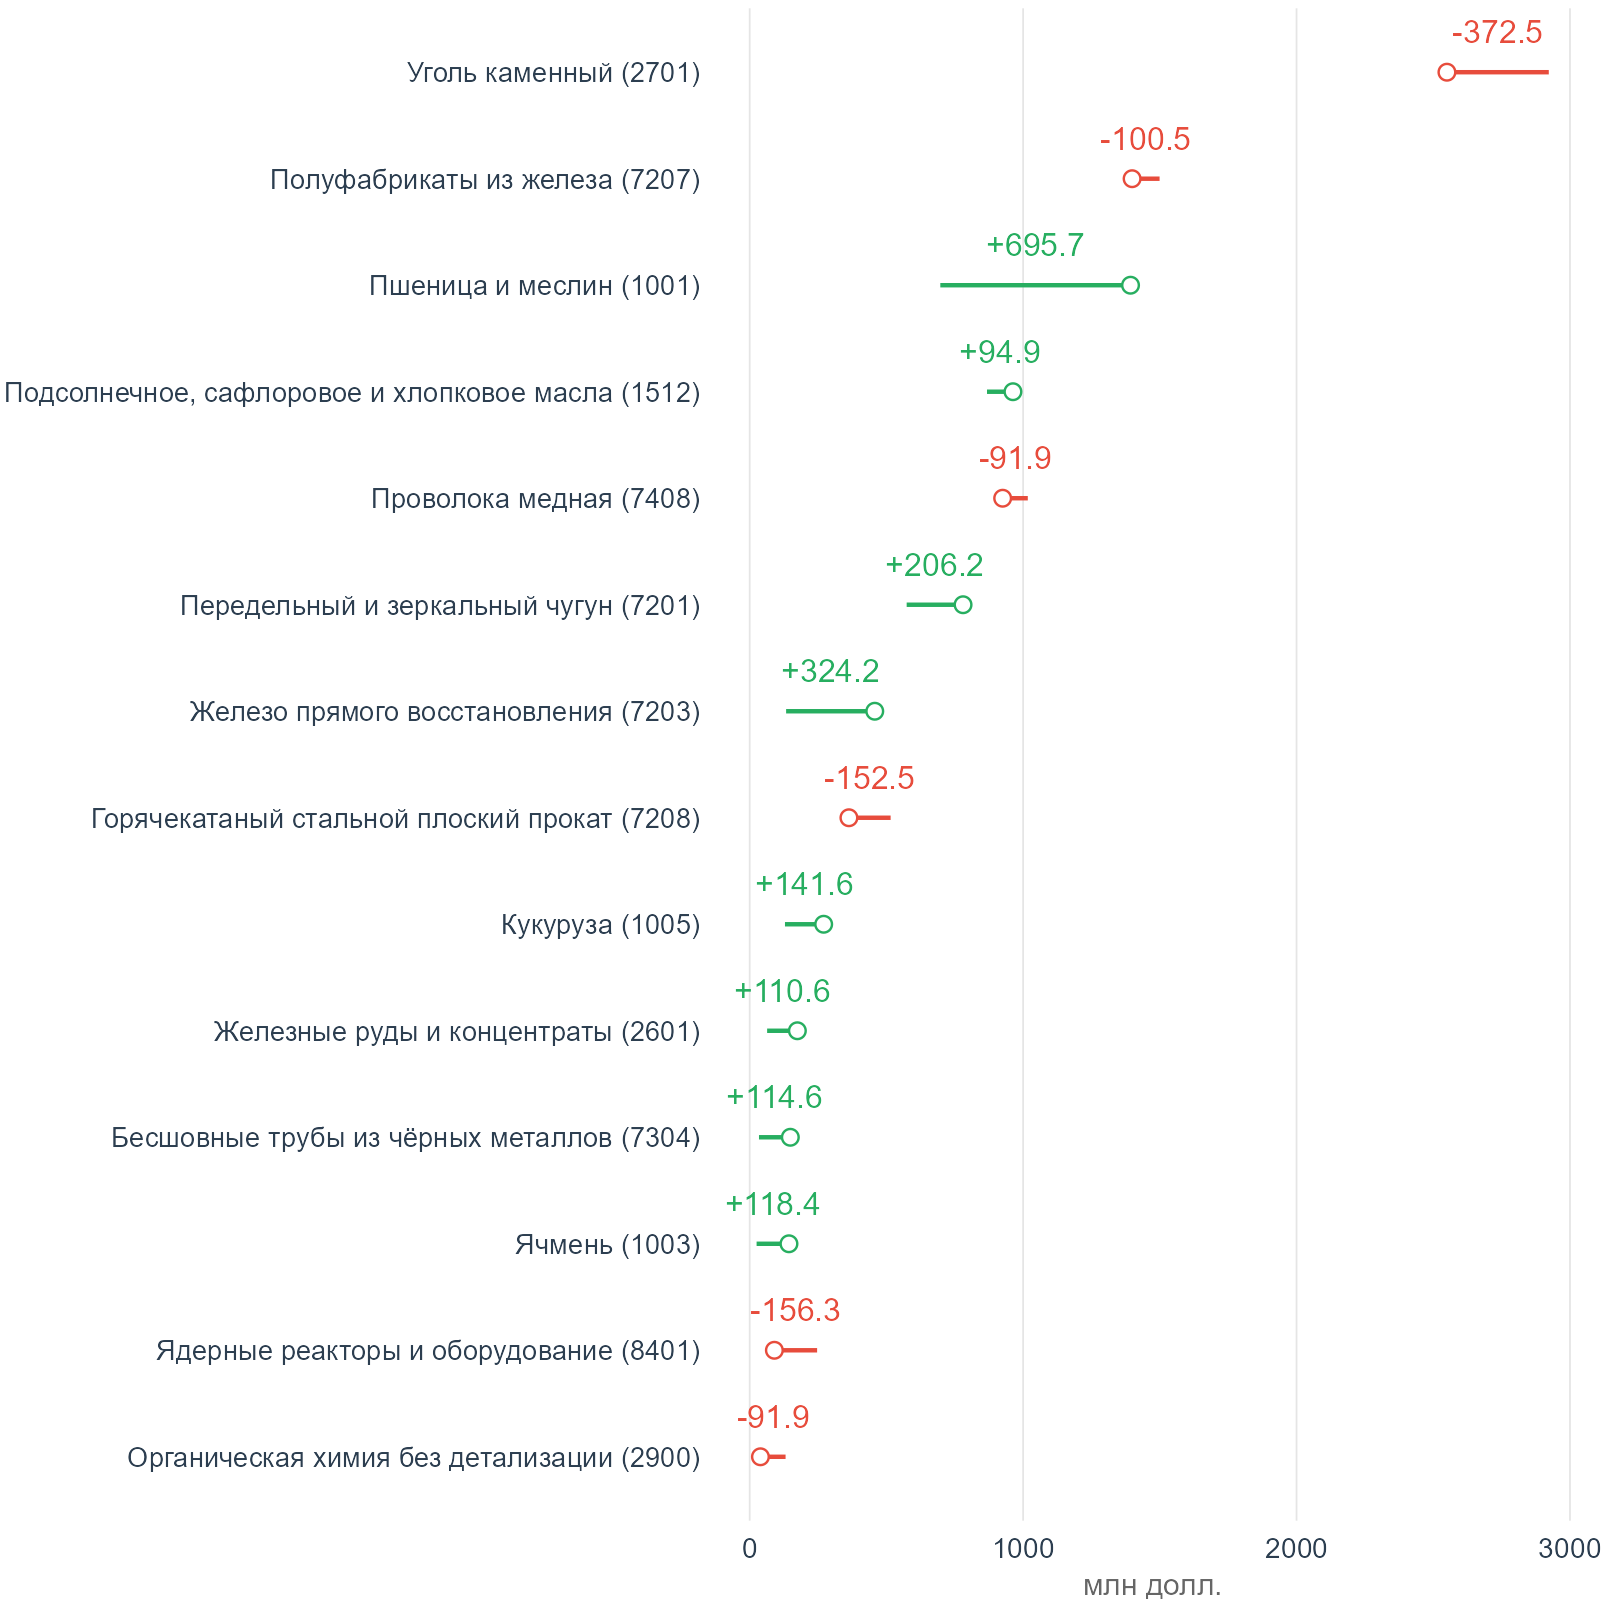 -372.5
Уголь каменный (2701)
-100.5
Полуфабрикаты из железа (7207)
+695.7
Пшеница и меслин (1001)
+94.9
Подсолнечное, сафлоровое и хлопковое масла (1512)
-91.9
Проволока медная (7408)
+206.2
Передельный и зеркальный чугун (7201)
+324.2
Железо прямого восстановления (7203)
-152.5
Горячекатаный стальной плоский прокат (7208)
+141.6
Кукуруза (1005)
+110.6
Железные руды и концентраты (2601)
+114.6
Бесшовные трубы из чёрных металлов (7304)
+118.4
Ячмень (1003)
-156.3
Ядерные реакторы и оборудование (8401)
-91.9
Органическая химия без детализации (2900)
0 1000 2000 3000
млн долл.